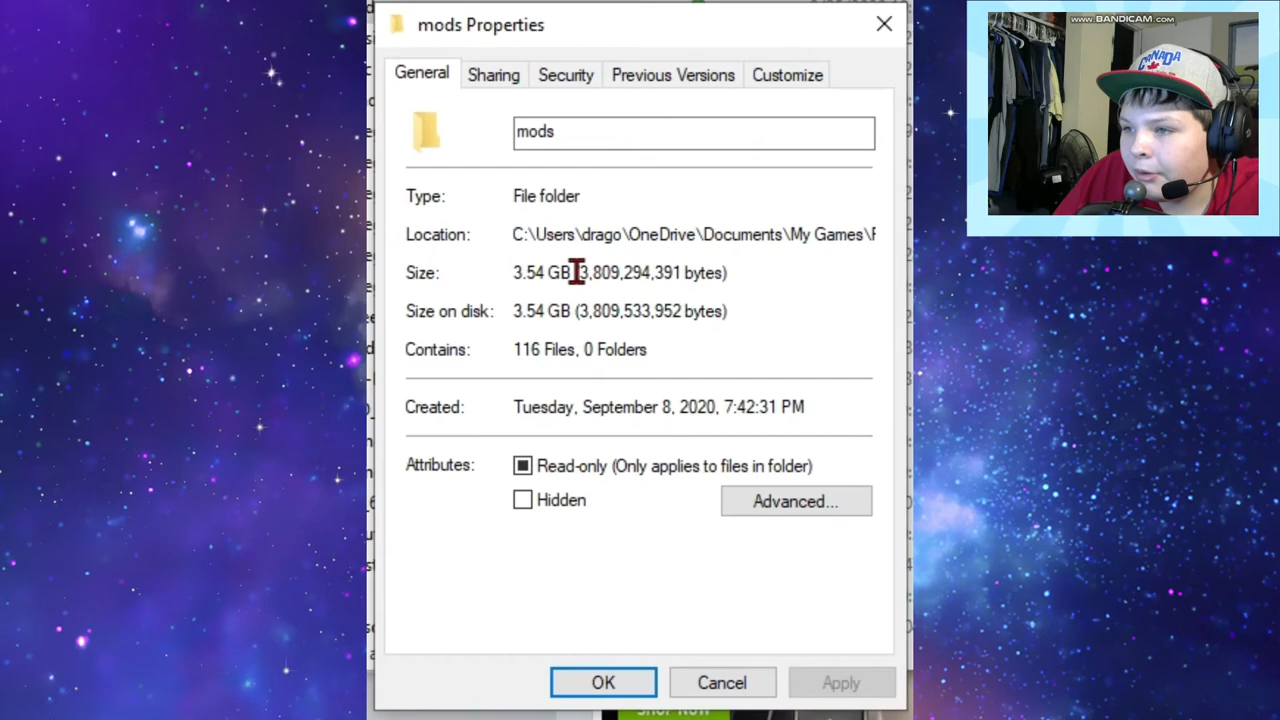 mods Properties
General Sharing Security Previous Versions Customize
mods
Type: File folder
Location: C:\Users\drago\OneDrive\Documents\My Games\F
Size: 3.54 GB (3,809,294,391 bytes)
Size on disk: 3.54 GB (3,809,533,952 bytes)
Contains: 116 Files, 0 Folders
Created: Tuesday, September 8, 2020, 7:42:31 PM
Attributes: Read-only (Only applies to files in folder)
Hidden Advanced...
OK Cancel Apply
www.BANDICAM.com
CANADA